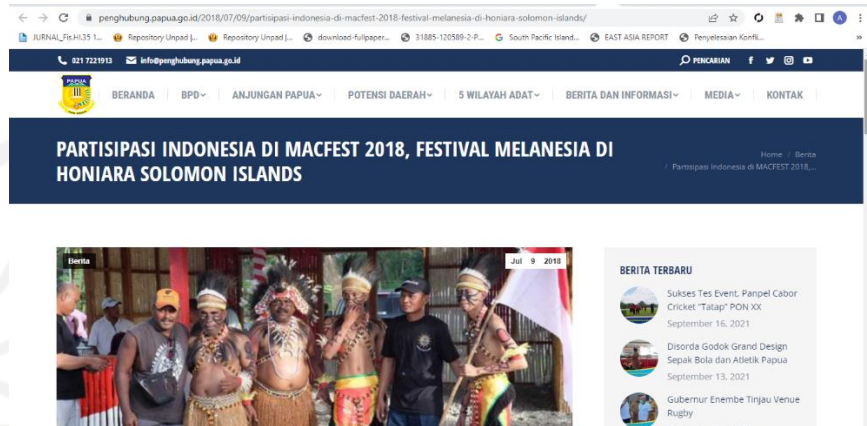 penghubung.papua.go.id/2018/07/09/partisipasi-indonesia-di-macfest-2018-festival-melanesia-di-honiara-solomon-islands/
JURNAL_Fis.HI.35 1... Repository Unpad |... Repository Unpad |... download-fullpaper... 31885-120589-2-P... South Pacific Island... EAST ASIA REPORT Penyelesaian Konfli... »
021 7221913 info@penghubung.papua.go.id PENCARIAN
PAPUA
BERANDA BPD ANJUNGAN PAPUA POTENSI DAERAH 5 WILAYAH ADAT BERITA DAN INFORMASI MEDIA KONTAK
PARTISIPASI INDONESIA DI MACFEST 2018, FESTIVAL MELANESIA DI
HONIARA SOLOMON ISLANDS
Home / Berita
/ Partisipasi Indonesia di MACFEST 2018,...
Berita
Jul 9 2018
BERITA TERBARU
Sukses Tes Event, Panpel Cabor
Cricket "Tatap" PON XX
September 16, 2021
Disorda Godok Grand Design
Sepak Bola dan Atletik Papua
September 13, 2021
Gubernur Enembe Tinjau Venue
Rugby